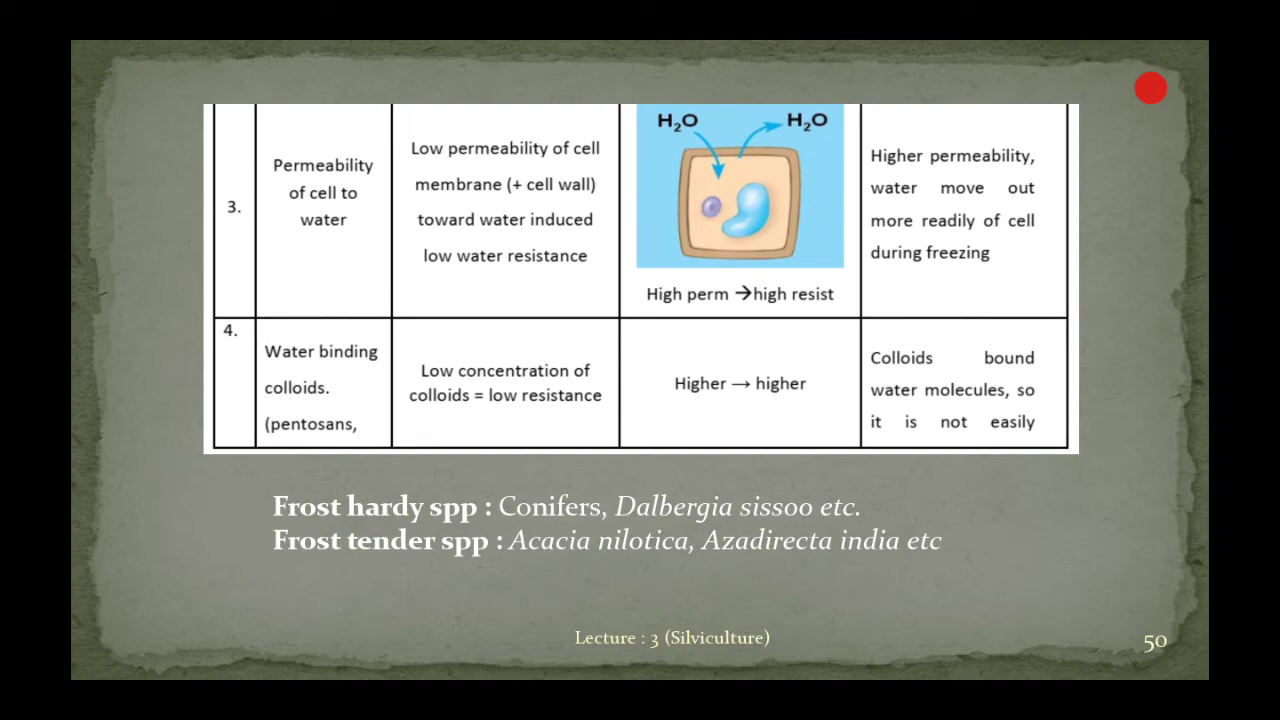 3.
Permeability
of cell to
water
Low permeability of cell
membrane (+ cell wall)
toward water induced
low water resistance
H₂O
H₂O
High perm →high resist
Higher permeability,
water move out
more readily of cell
during freezing
4.
Water binding
colloids.
(pentosans,
Low concentration of
colloids = low resistance
Higher → higher
Colloids bound
water molecules, so
it is not easily
Frost hardy spp : Conifers, Dalbergia sissoo etc.
Frost tender spp : Acacia nilotica, Azadirecta india etc
Lecture : 3 (Silviculture)
50